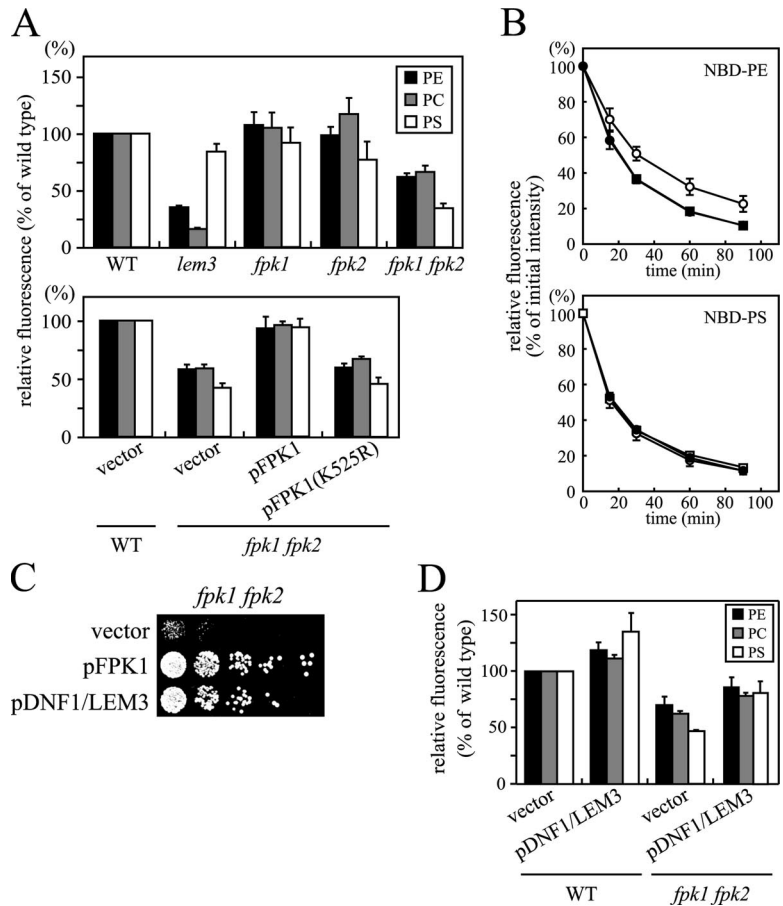 A
(%)
150
100
50
0
PE
PC
PS
WT
lem3
fpk1
fpk2
fpk1 fpk2
relative fluorescence (% of wild type)
(%)
100
50
0
vector
vector
pFPK1
pFPK1(K525R)
WT
fpk1 fpk2
B
(%)
100
80
60
40
20
0
NBD-PE
0
20
40
60
80
100
time (min)
relative fluorescence
(% of initial intensity)
(%)
100
80
60
40
20
0
NBD-PS
0
20
40
60
80
100
time (min)
C
fpk1 fpk2
vector
pFPK1
pDNF1/LEM3
D
relative fluorescence
(% of wild type)
150
100
50
0
PE
PC
PS
vector
pDNF1/LEM3
vector
pDNF1/LEM3
WT
fpk1 fpk2